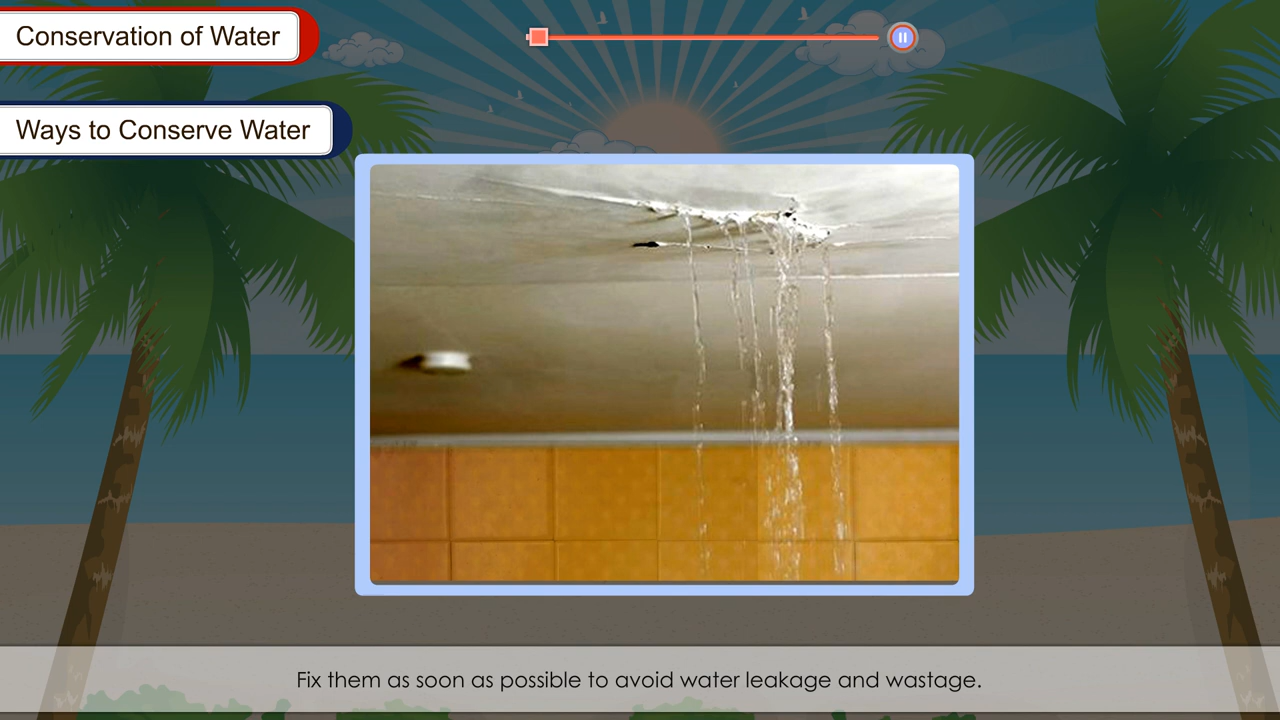 Conservation of Water
Ways to Conserve Water
Fix them as soon as possible to avoid water leakage and wastage.